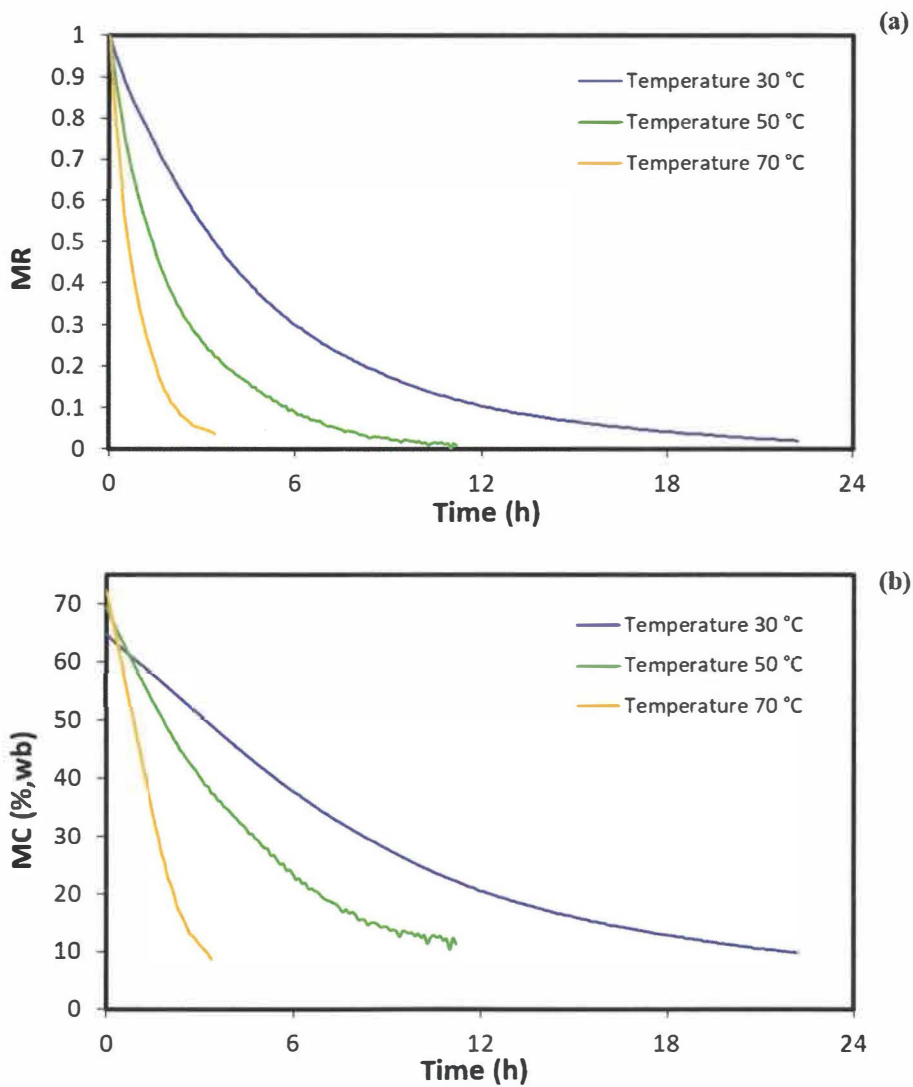 (a)
1
0.9
0.8
0.7
0.6
0.5
0.4
0.3
0.2
0.1
0
MR
Temperature 30 °C
Temperature 50 °C
Temperature 70 °C
0 6 12 18 24
Time (h)
(b)
70
60
50
40
30
20
10
0
MC (%,wb)
Temperature 30 °C
Temperature 50 °C
Temperature 70 °C
0 6 12 18 24
Time (h)